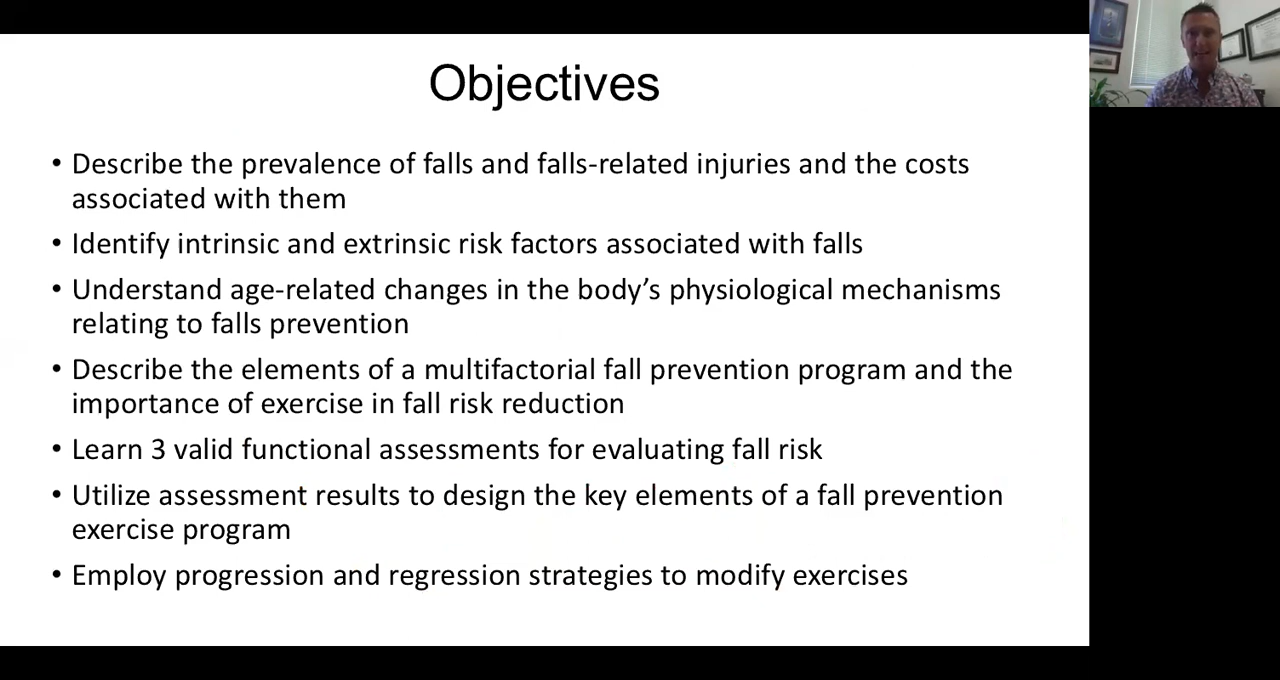 Objectives
• Describe the prevalence of falls and falls-related injuries and the costs
associated with them
• Identify intrinsic and extrinsic risk factors associated with falls
• Understand age-related changes in the body’s physiological mechanisms
relating to falls prevention
• Describe the elements of a multifactorial fall prevention program and the
importance of exercise in fall risk reduction
• Learn 3 valid functional assessments for evaluating fall risk
• Utilize assessment results to design the key elements of a fall prevention
exercise program
• Employ progression and regression strategies to modify exercises